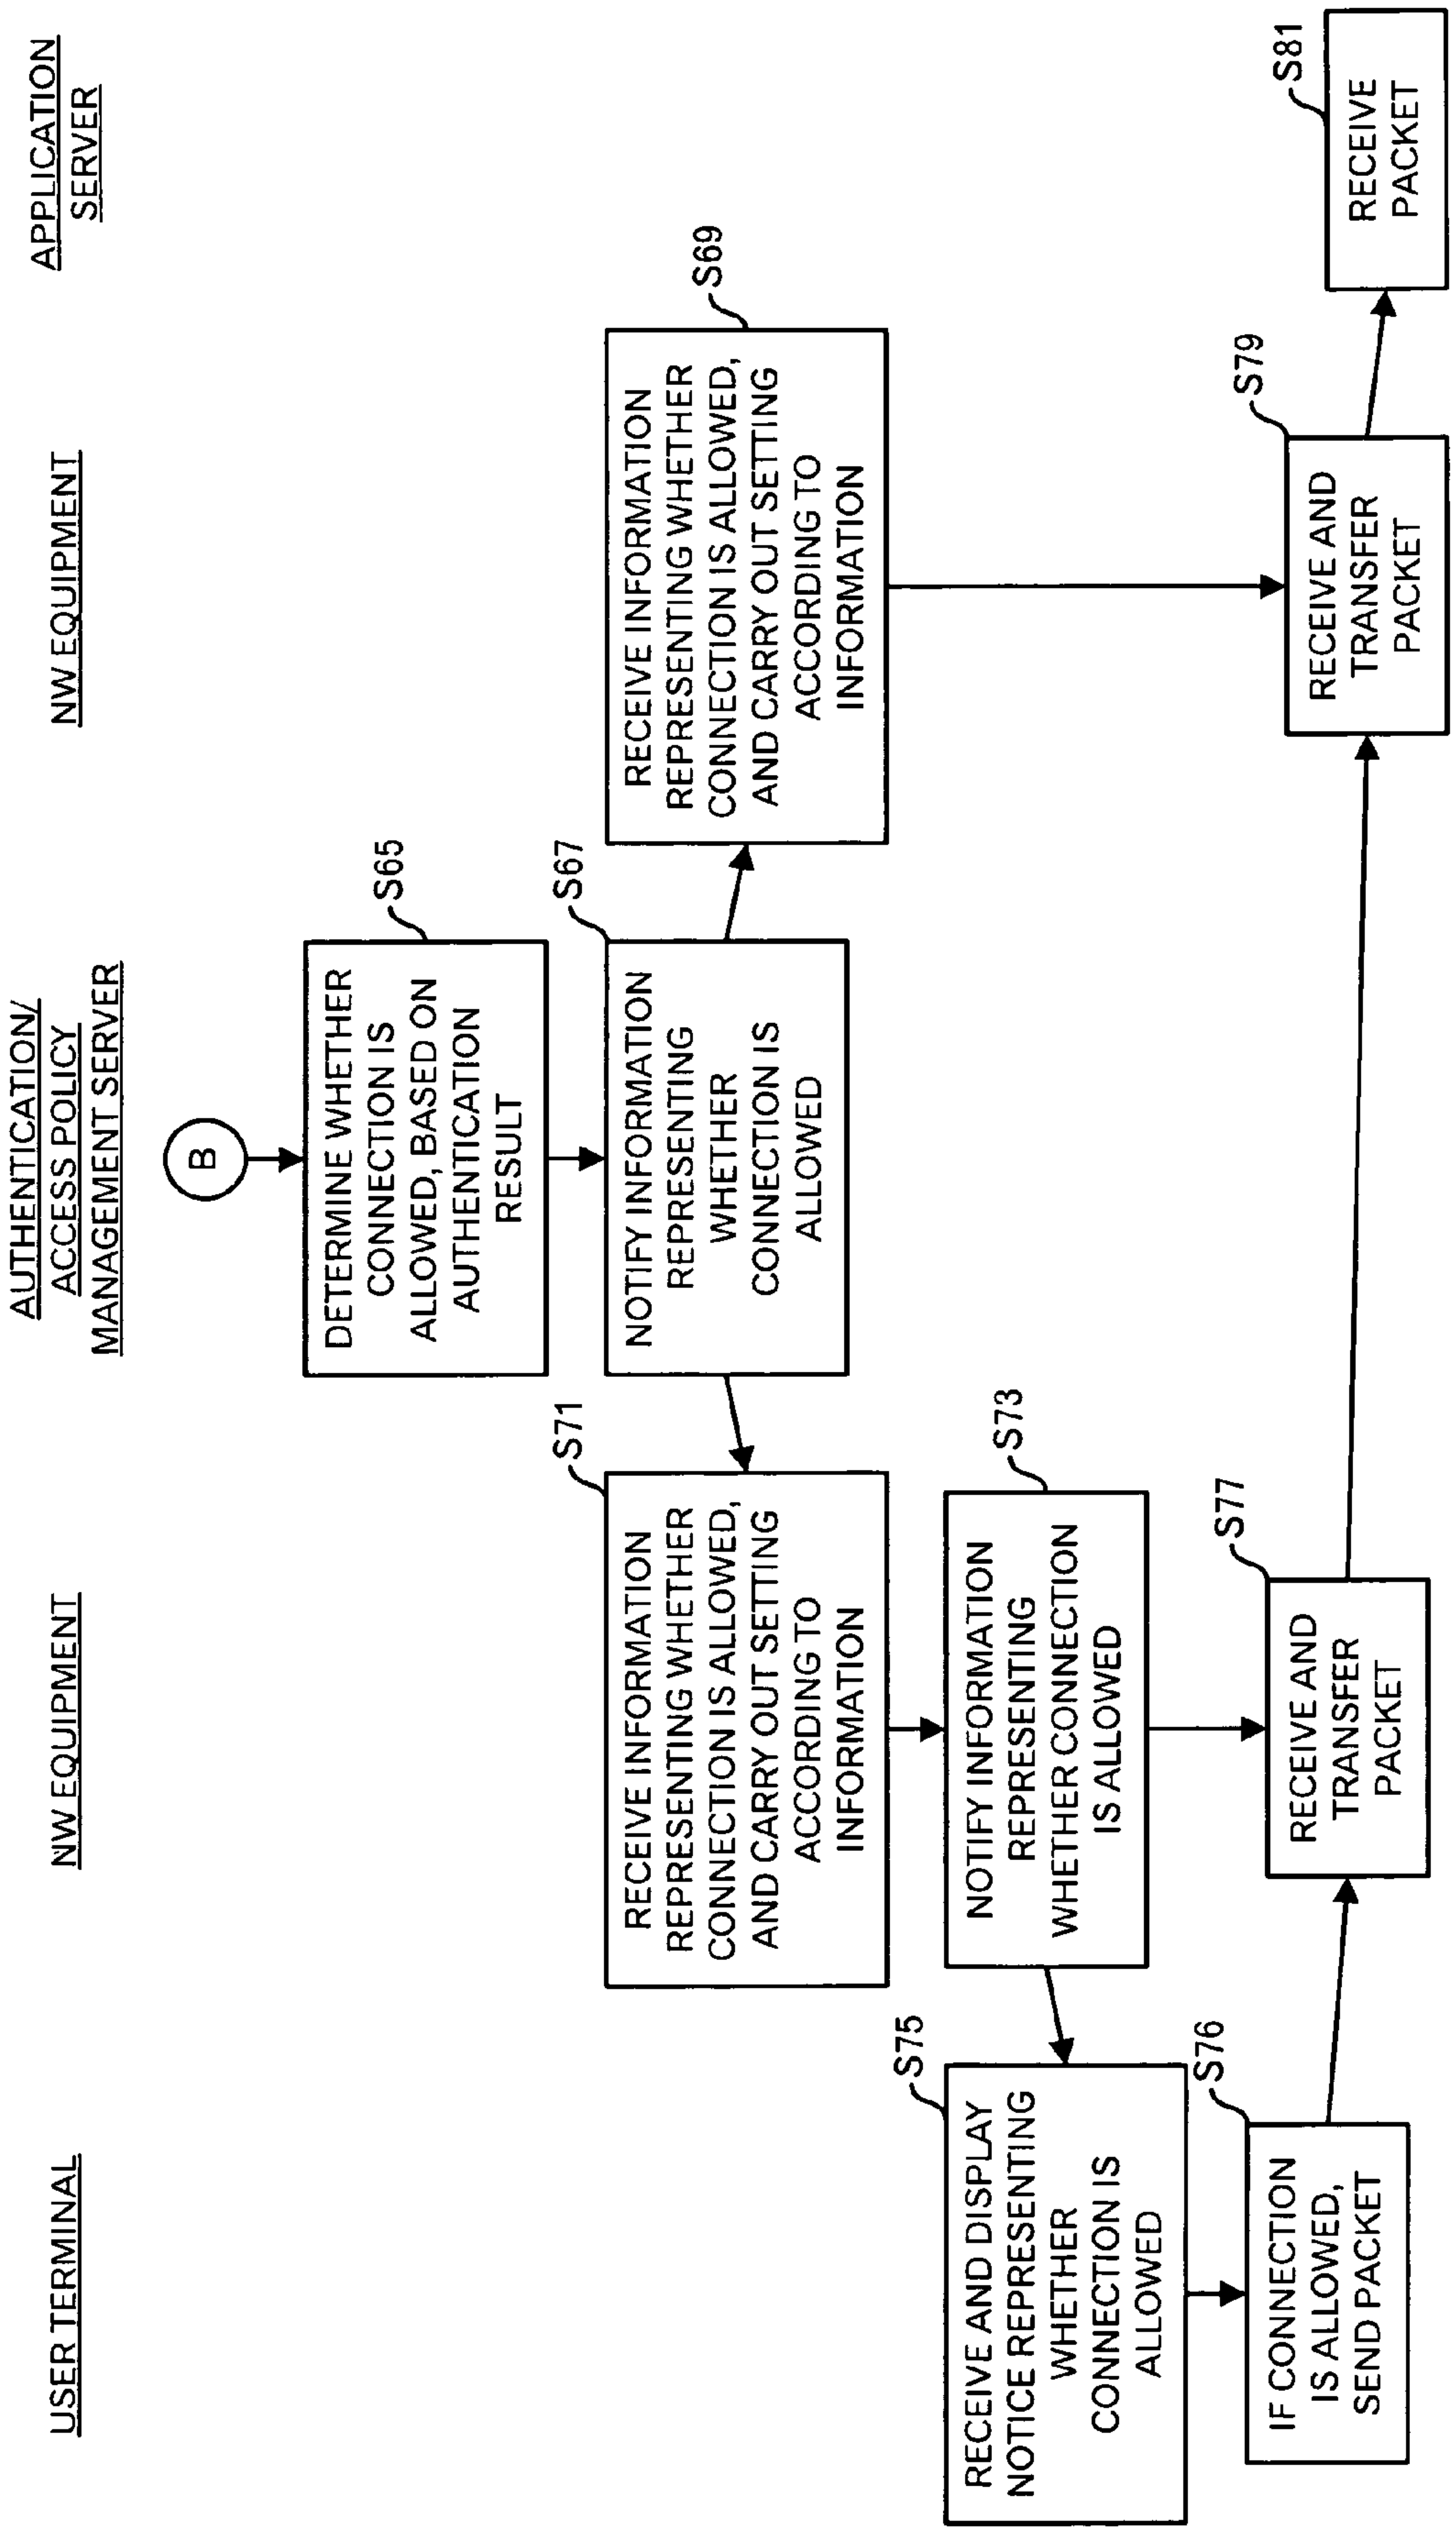 USER TERMINAL
NW EQUIPMENT
AUTHENTICATION/
ACCESS POLICY
MANAGEMENT SERVER
NW EQUIPMENT
APPLICATION
SERVER
B
S65
DETERMINE WHETHER
CONNECTION IS
ALLOWED, BASED ON
AUTHENTICATION
RESULT
S67
NOTIFY INFORMATION
REPRESENTING
WHETHER
CONNECTION IS
ALLOWED
S71
RECEIVE INFORMATION
REPRESENTING WHETHER
CONNECTION IS ALLOWED,
AND CARRY OUT SETTING
ACCORDING TO
INFORMATION
S69
RECEIVE INFORMATION
REPRESENTING WHETHER
CONNECTION IS ALLOWED,
AND CARRY OUT SETTING
ACCORDING TO
INFORMATION
S75
RECEIVE AND DISPLAY
NOTICE REPRESENTING
WHETHER
CONNECTION IS
ALLOWED
S73
NOTIFY INFORMATION
REPRESENTING
WHETHER CONNECTION
IS ALLOWED
S76
IF CONNECTION
IS ALLOWED,
SEND PACKET
S77
RECEIVE AND
TRANSFER
PACKET
S79
RECEIVE AND
TRANSFER
PACKET
S81
RECEIVE
PACKET